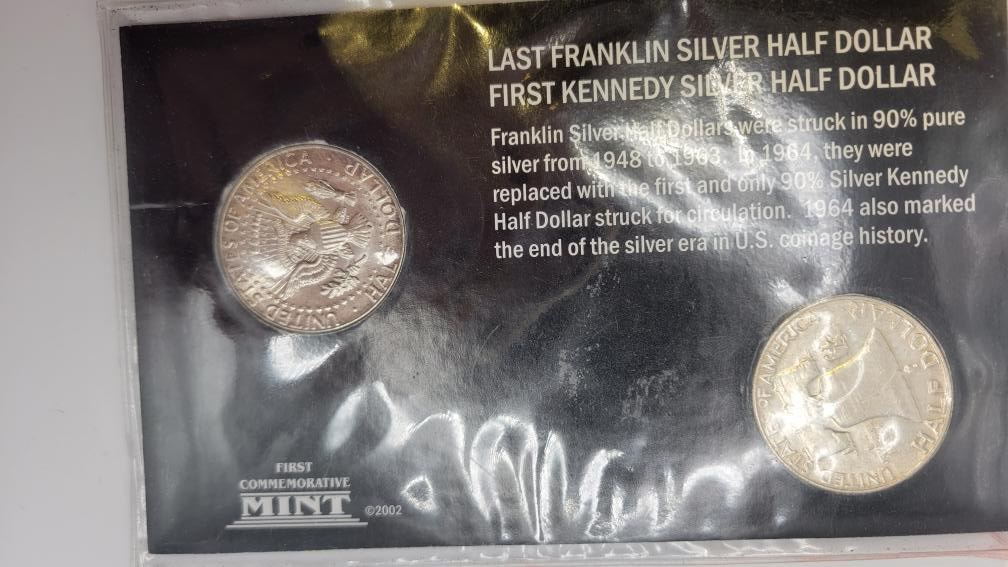 LAST FRANKLIN SILVER HALF DOLLAR
FIRST KENNEDY SILVER HALF DOLLAR
Franklin Silver Half Dollars were struck in 90% pure
silver from 1948 to 1963. In 1964, they were
replaced with the first and only 90% Silver Kennedy
Half Dollar struck for circulation. 1964 also marked
the end of the silver era in U.S. coinage history.
UNITED STATES OF AMERICA · HALF DOLLAR ·
UNITED STATES OF AMERICA HALF DOLLAR
FIRST
COMMEMORATIVE
MINT ©2002